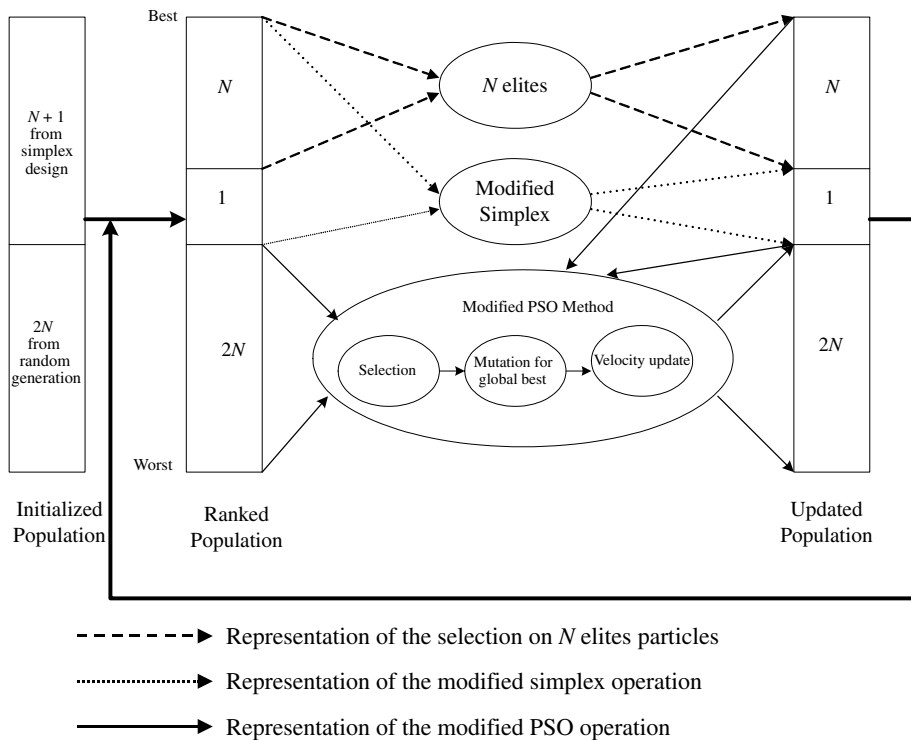 Best
N + 1
from
simplex
design
2N
from
random
generation
Initialized
Population
N
1
2N
Worst
Ranked
Population
N elites
Modified
Simplex
Modified PSO Method
Selection
Mutation for
global best
Velocity update
N
1
2N
Updated
Population
Representation of the selection on N elites particles
Representation of the modified simplex operation
Representation of the modified PSO operation